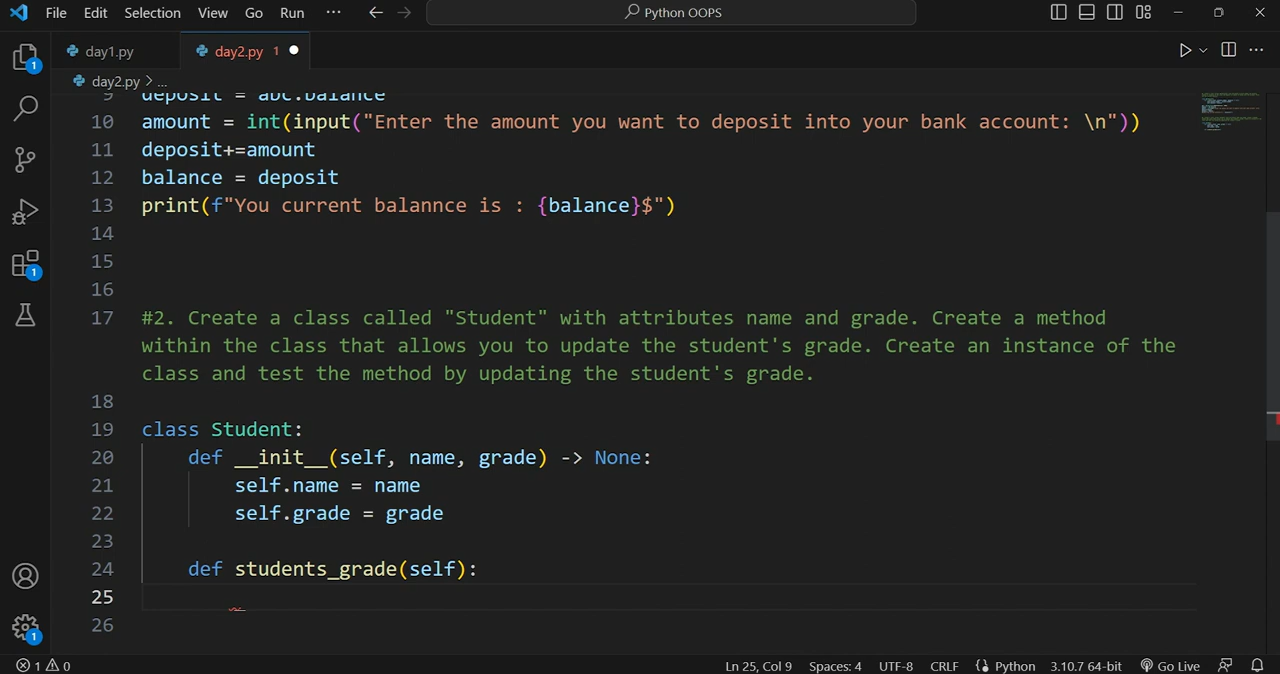 File Edit Selection View Go Run ··· Python OOPS
day1.py day2.py 1
day2.py > ...
9 deposit = abc.balance
10 amount = int(input("Enter the amount you want to deposit into your bank account: \n"))
11 deposit+=amount
12 balance = deposit
13 print(f"You current balannce is : {balance}$")
14
15
16
17 #2. Create a class called "Student" with attributes name and grade. Create a method
within the class that allows you to update the student's grade. Create an instance of the
class and test the method by updating the student's grade.
18
19 class Student:
20 def __init__(self, name, grade) -> None:
21 self.name = name
22 self.grade = grade
23
24 def students_grade(self):
25
26
1
1
1
1 0 Ln 25, Col 9 Spaces: 4 UTF-8 CRLF Python 3.10.7 64-bit Go Live